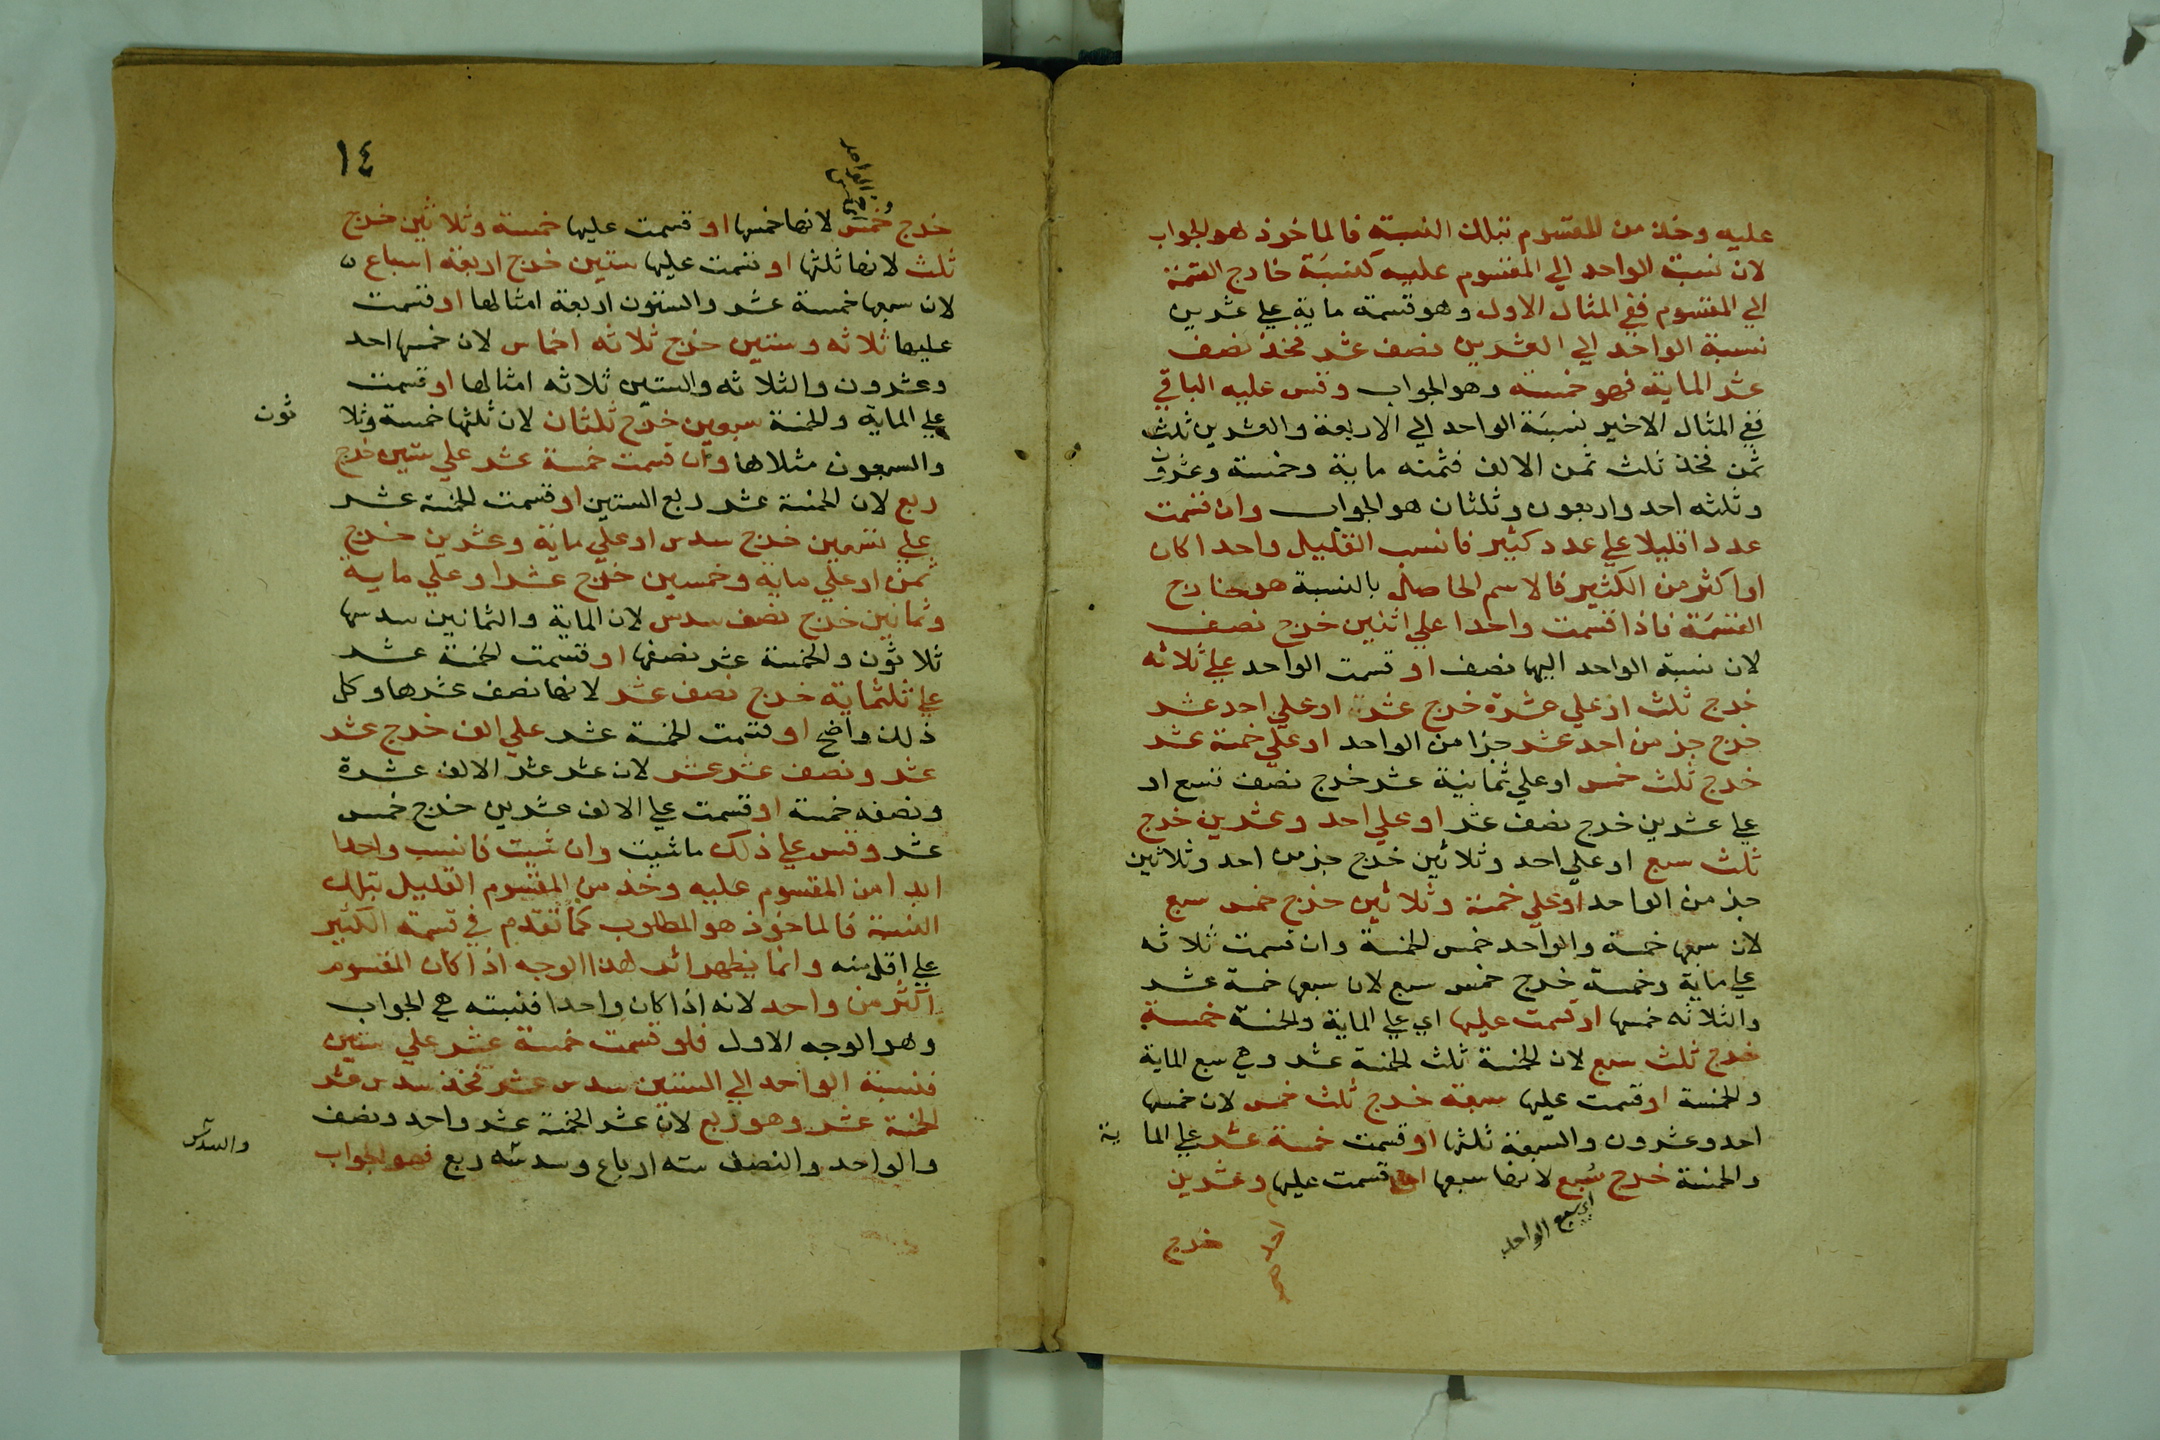 عليه وخذ من المقسوم بتلك النسبة فالماخوذ هو الجواب
لان نسبة الواحد الي المقسوم عليه كنسبة خارج القسمة
الي المقسوم ففي المثال الاول وهو قسمة ماية علي عشرين
نسبة الواحد الي العشرين نصف عشر فخذ نصف
عشر الماية فهو خمسة وهو الجواب وقس عليه الباقي
ففي المثال الاخير نسبة الواحد الي الاربعة والعشرين ثلث
ثمن فخذ ثلث ثمن الالف فثمنه ماية وخمسة وعشرون
وثلثه احد واربعون وثلثان هو الجواب وان قسمت
عددا قليلا علي عدد كثير فانسب القليل واحدا كان
او اكثر من الكثير فالاسم الحاصل بالنسبة هو خارج
القسمة فاذا قسمت واحدا علي اثنين خرج نصف
لان نسبة الواحد اليها نصف او قسمت الواحد علي ثلاثه
خرج ثلث او علي عشرة خرج عشر او علي احد عشر
خرج جز من احد عشر جزا من الواحد او علي خمسة عشر
خرج ثلث خمس او علي ثمانية عشر خرج نصف تسع او
علي عشرين خرج نصف عشر او علي احد وعشرين خرج
ثلث سبع او علي احد وثلاثين خرج جز من احد وثلاثين
جز من الواحد او علي خمسة وثلاثين خرج خمس سبع
لان سبعها خمسة والواحد خمس الخمسة وان قسمت ثلاثه
علي ماية وخمسة خرج خمس سبع لان سبعها خمسة عشر
والثلاثه خمسها او قسمت عليها اي علي الماية والخمسة خمسة
خرج ثلث سبع لان الخمسة ثلث الخمسة عشر وهي سبع الماية
والخمسة او قسمت عليها سبعة خرج ثلث خمس لان خمسها
احد وعشرون والسبعة ثلثها او قسمت خمسة عشر علي الما ية
والخمسة خرج سبع لانها سبعها او قسمت عليها وعشرين
اي سبع الواحد
احد
خرج
١٤
الواحد
خرج خمس لانها خمسها او قسمت عليها خمسة وثلاثين خرج
ثلث لانها ثلثها او قسمت عليها ستين خرج اربعة اسباع
لان سبعها خمسة عشر والستون اربعة امثالها او قسمت
عليها ثلاثه وستين خرج ثلاثه اخماس لان خمسها احد
وعشرون والثلاثه والستين ثلاثه امثالها او قسمت
علي الماية والخمسة سبعين خرج ثلثان لان ثلثها خمسة وثلا ثون
والسبعون مثلاها وان قسمت خمسة عشر علي ستين خرج
ربع لان الخمسة عشر ربع الستين او قسمت الخمسة عشر
علي تسعين خرج سدس او علي ماية وعشرين خرج
ثمن او علي ماية وخمسين خرج عشر او علي ماية
وثمانين خرج نصف سدس لان الماية والثمانين سدسها
ثلاثون والخمسة عشر نصفها او قسمت الخمسة عشر
علي ثلثماية خرج نصف عشر لانها نصف عشرها وكل
ذلك واضح او قسمت الخمسة عشر علي الف خرج عشر
عشر ونصف عشر عشر لان عشر عشر الالف عشرة
ونصفه خمسة او قسمت علي الالف عشرين خرج خمس
عشر وقس علي ذلك ما شيت وان شيت فانسب واحدا
ابدا من المقسوم عليه وخذ من المقسوم القليل بتلك
النسبة فالماخوذ هو المطلوب كما تقدم في قسمة الكثير
علي اقل منه وانما يظهر اثر هذا الوجه اذا كان المقسوم
اكثر من واحد لانه اذا كان واحدا فنسبته هي الجواب
وهو الوجه الاول فلو قسمت خمسة عشر علي ستين
فنسبة الواحد الي الستين سدس عشر فخذ سدس عشر
الخمسة عشر وهو ربع لان عشر الخمسة عشر واحد ونصف
والواحد والنصف سته ارباع وسدسه ربع فهو الجواب
والسدس